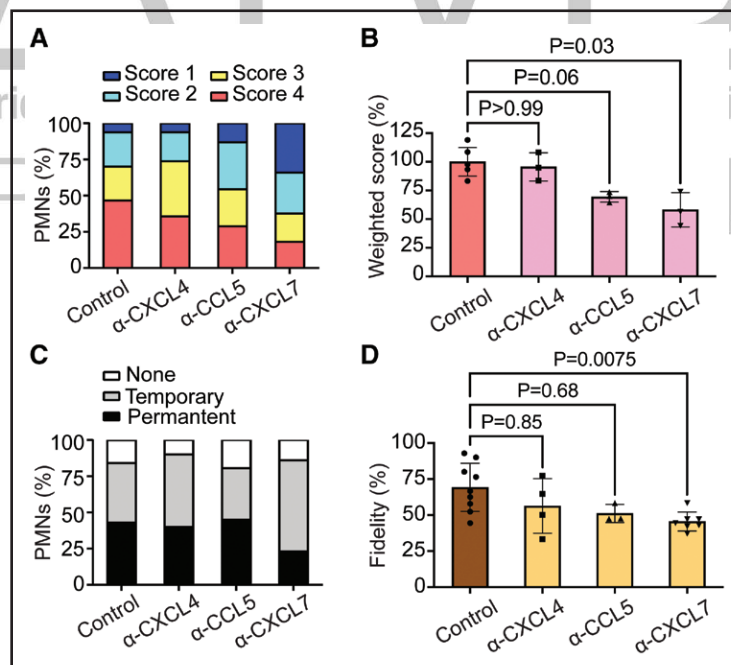 A
Score 1
Score 3
Score 2
Score 4
PMNs (%)
100
75
50
25
0
Control
α-CXCL4
α-CCL5
α-CXCL7
B
P=0.03
P=0.06
P>0.99
Weighted score (%)
125
100
75
50
25
0
Control
α-CXCL4
α-CCL5
α-CXCL7
C
None
Temporary
Permantent
PMNs (%)
100
75
50
25
0
Control
α-CXCL4
α-CCL5
α-CXCL7
D
P=0.0075
P=0.68
P=0.85
Fidelity (%)
100
75
50
25
0
Control
α-CXCL4
α-CCL5
α-CXCL7